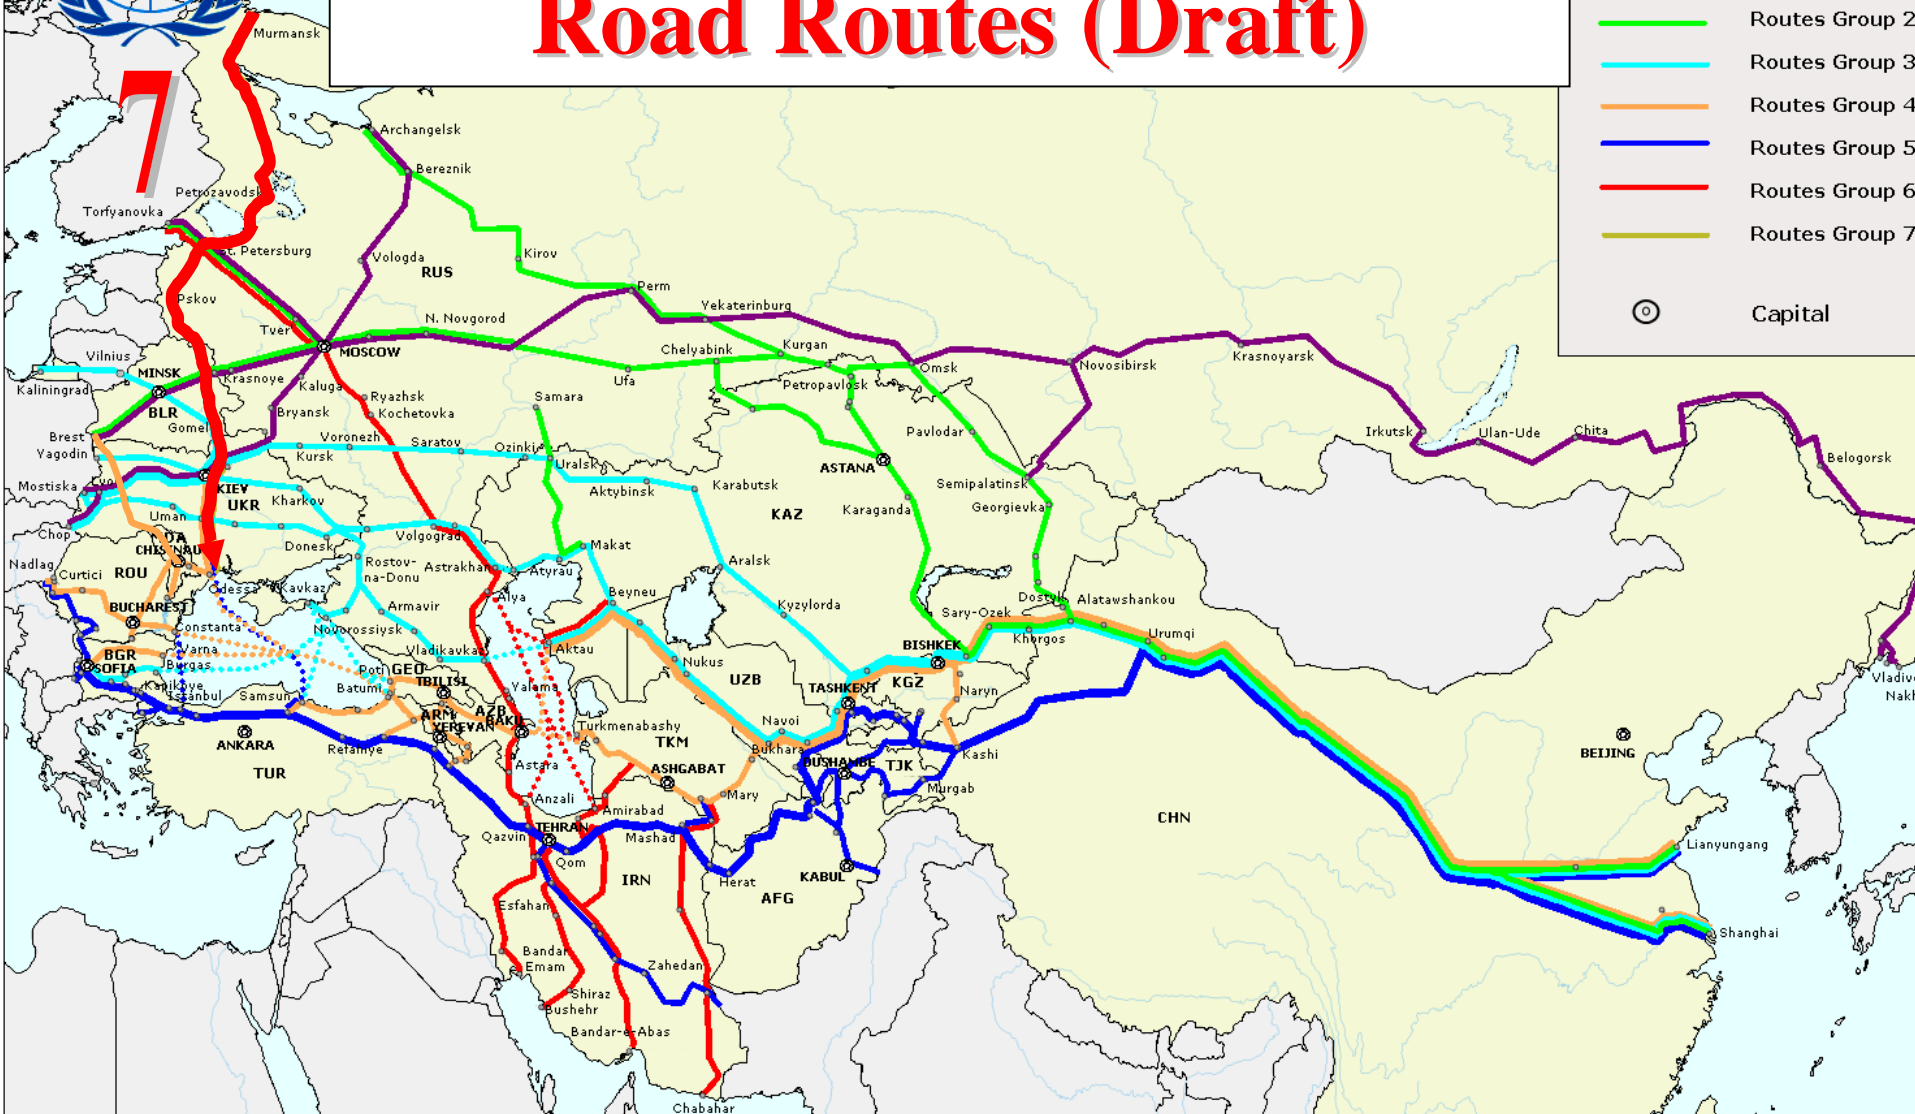 Road Routes (Draft)
Routes Group 2
Routes Group 3
Routes Group 4
Routes Group 5
Routes Group 6
Routes Group 7
Capital
7
Murmansk
Archangelsk
Bereznik
Petrozavodsk
Torfyanovka
St. Petersburg
Vologda
RUS
Kirov
Pskov
Perm
Yekaterinburg
Tver
N. Novgorod
MOSCOW
Vilnius
MINSK
Kaliningrad
Krasnoye
Kaluga
Chelyabink
Kurgan
Ufa
Petropavlosk
Omsk
Novosibirsk
Krasnoyarsk
BLR
Ryazhsk
Kochetovka
Bryansk
Gomel
Samara
Brest
Yagodin
Voronezh
Kursk
Saratov
Ozinki
Uralsk
Pavlodar
Irkutsk
Ulan-Ude
Chita
Belogorsk
ASTANA
Semipalatinsk
Mostiska
Lvov
KIEV
UKR
Kharkov
Aktybinsk
Karabutsk
KAZ
Karaganda
Georgievka
Uman
Chop
CHISINAU
Donesk
Volgograd
Makat
Nadlag
Curtici
ROU
Rostov-
na-Donu
Astrakhan
Atyrau
Aralsk
Odessa
Kavkaz
Alya
Beyneu
BUCHAREST
Armavir
Kyzylorda
Dostyk
Alatawshankou
Sary-Ozek
Constanta
Novorossiysk
Khorgos
Urumqi
BGR
Varna
Vladikavkaz
Aktau
BISHKEK
SOFIA
Burgas
Poti
GEO
Nukus
UZB
KGZ
Kapikoye
Istanbul
Samsun
Batumi
TBILISI
Yalama
TASHKENT
Naryn
ARM
AZB
BAKU
YEREVAN
Turkmenabashy
TKM
Navoi
Bukhara
ANKARA
Refahiye
TUR
Astara
ASHGABAT
DUSHANBE
TJK
Kashi
Murgab
BEIJING
Anzali
Amirabad
Mary
CHN
Qazvin
TEHRAN
Mashad
Qom
IRN
Herat
KABUL
AFG
Lianyungang
Shanghai
Esfahan
Bandar
Emam
Zahedan
Shiraz
Bushehr
Bandar-e-Abas
Chabahar